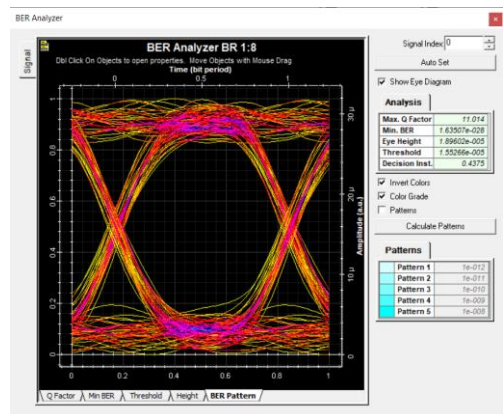 BER Analyzer
Signal
BER Analyzer BR 1:8
Dbl Click On Objects to open properties. Move Objects with Mouse Drag
Time (bit period)
0 0.5 1
1
0.8
0.6
0.4
0.2
0
30 µ
20 µ
10 µ
0
Amplitude (a.u.)
0 0.2 0.4 0.6 0.8 1
Q Factor Min BER Threshold Height BER Pattern
Signal Index 0
Auto Set
Show Eye Diagram
Analysis
Max. Q Factor 11.014
Min. BER 1.63507e-028
Eye Height 1.89602e-005
Threshold 1.55266e-005
Decision Inst. 0.4375
Invert Colors
Color Grade
Patterns
Calculate Patterns
Patterns
Pattern 1 1e-012
Pattern 2 1e-011
Pattern 3 1e-010
Pattern 4 1e-009
Pattern 5 1e-008